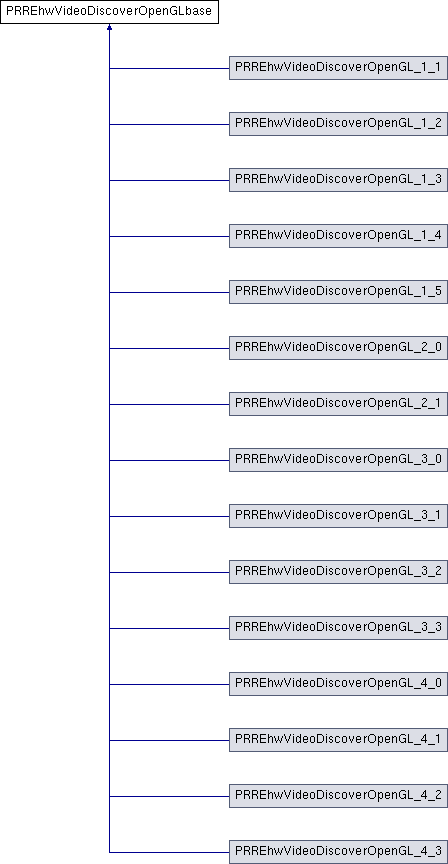 PRREhwVideoDiscoverOpenGLbase
PRREhwVideoDiscoverOpenGL_1_1
PRREhwVideoDiscoverOpenGL_1_2
PRREhwVideoDiscoverOpenGL_1_3
PRREhwVideoDiscoverOpenGL_1_4
PRREhwVideoDiscoverOpenGL_1_5
PRREhwVideoDiscoverOpenGL_2_0
PRREhwVideoDiscoverOpenGL_2_1
PRREhwVideoDiscoverOpenGL_3_0
PRREhwVideoDiscoverOpenGL_3_1
PRREhwVideoDiscoverOpenGL_3_2
PRREhwVideoDiscoverOpenGL_3_3
PRREhwVideoDiscoverOpenGL_4_0
PRREhwVideoDiscoverOpenGL_4_1
PRREhwVideoDiscoverOpenGL_4_2
PRREhwVideoDiscoverOpenGL_4_3